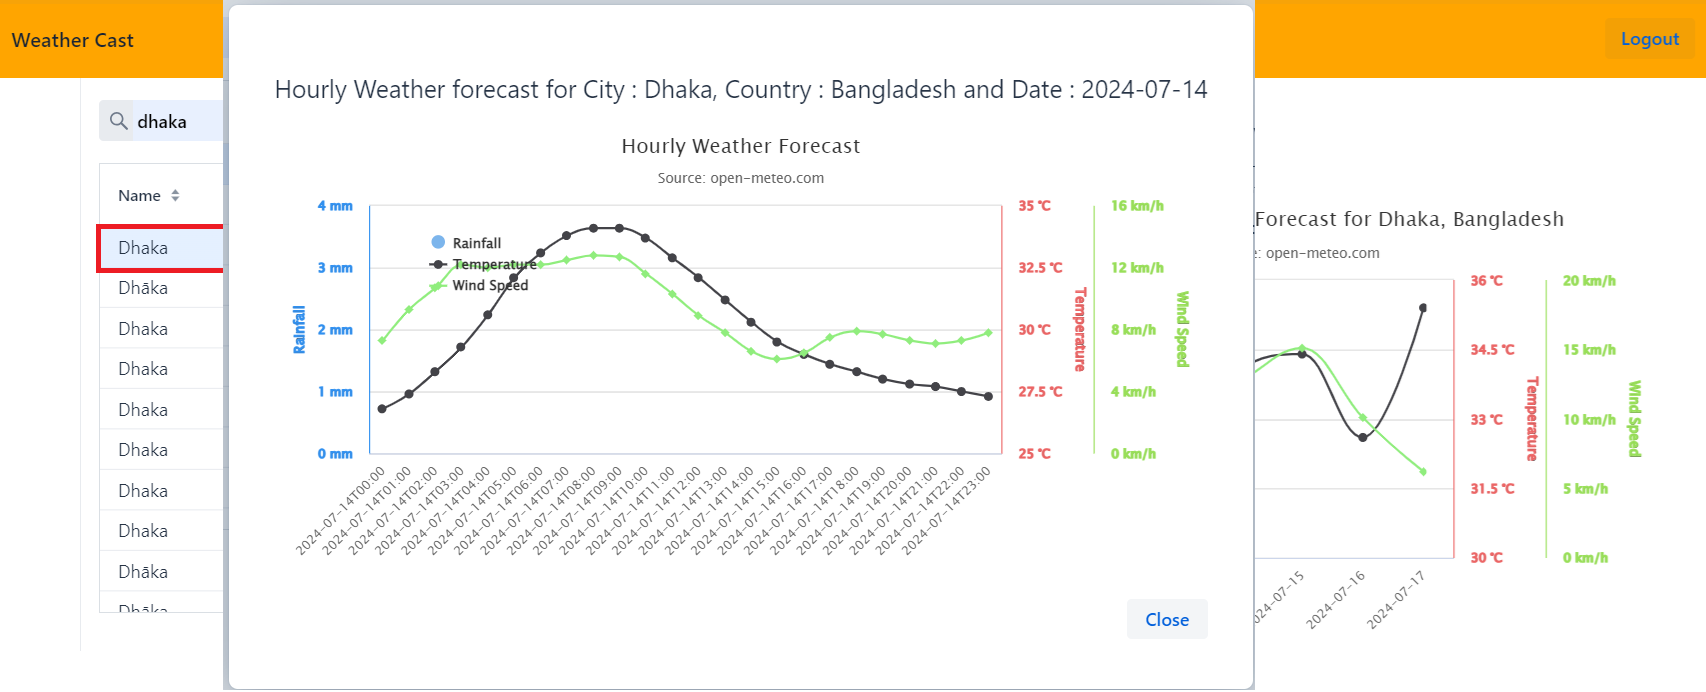 Weather Cast
Logout
dhaka
Name
Dhaka
Dhāka
Dhaka
Dhaka
Dhaka
Dhaka
Dhaka
Dhaka
Dhāka
Dhāka
Hourly Weather forecast for City : Dhaka, Country : Bangladesh and Date : 2024-07-14
Hourly Weather Forecast
Source: open-meteo.com
4 mm
3 mm
2 mm
1 mm
0 mm
Rainfall
Rainfall
Temperature
Wind Speed
35 °C
32.5 °C
30 °C
27.5 °C
25 °C
Temperature
16 km/h
12 km/h
8 km/h
4 km/h
0 km/h
Wind Speed
2024-07-14T00:00
2024-07-14T01:00
2024-07-14T02:00
2024-07-14T03:00
2024-07-14T04:00
2024-07-14T05:00
2024-07-14T06:00
2024-07-14T07:00
2024-07-14T08:00
2024-07-14T09:00
2024-07-14T10:00
2024-07-14T11:00
2024-07-14T12:00
2024-07-14T13:00
2024-07-14T14:00
2024-07-14T15:00
2024-07-14T16:00
2024-07-14T17:00
2024-07-14T18:00
2024-07-14T19:00
2024-07-14T20:00
2024-07-14T21:00
2024-07-14T22:00
2024-07-14T23:00
Close
Forecast for Dhaka, Bangladesh
: open-meteo.com
36 °C
34.5 °C
33 °C
31.5 °C
30 °C
Temperature
20 km/h
15 km/h
10 km/h
5 km/h
0 km/h
Wind Speed
24-07-15
2024-07-16
2024-07-17